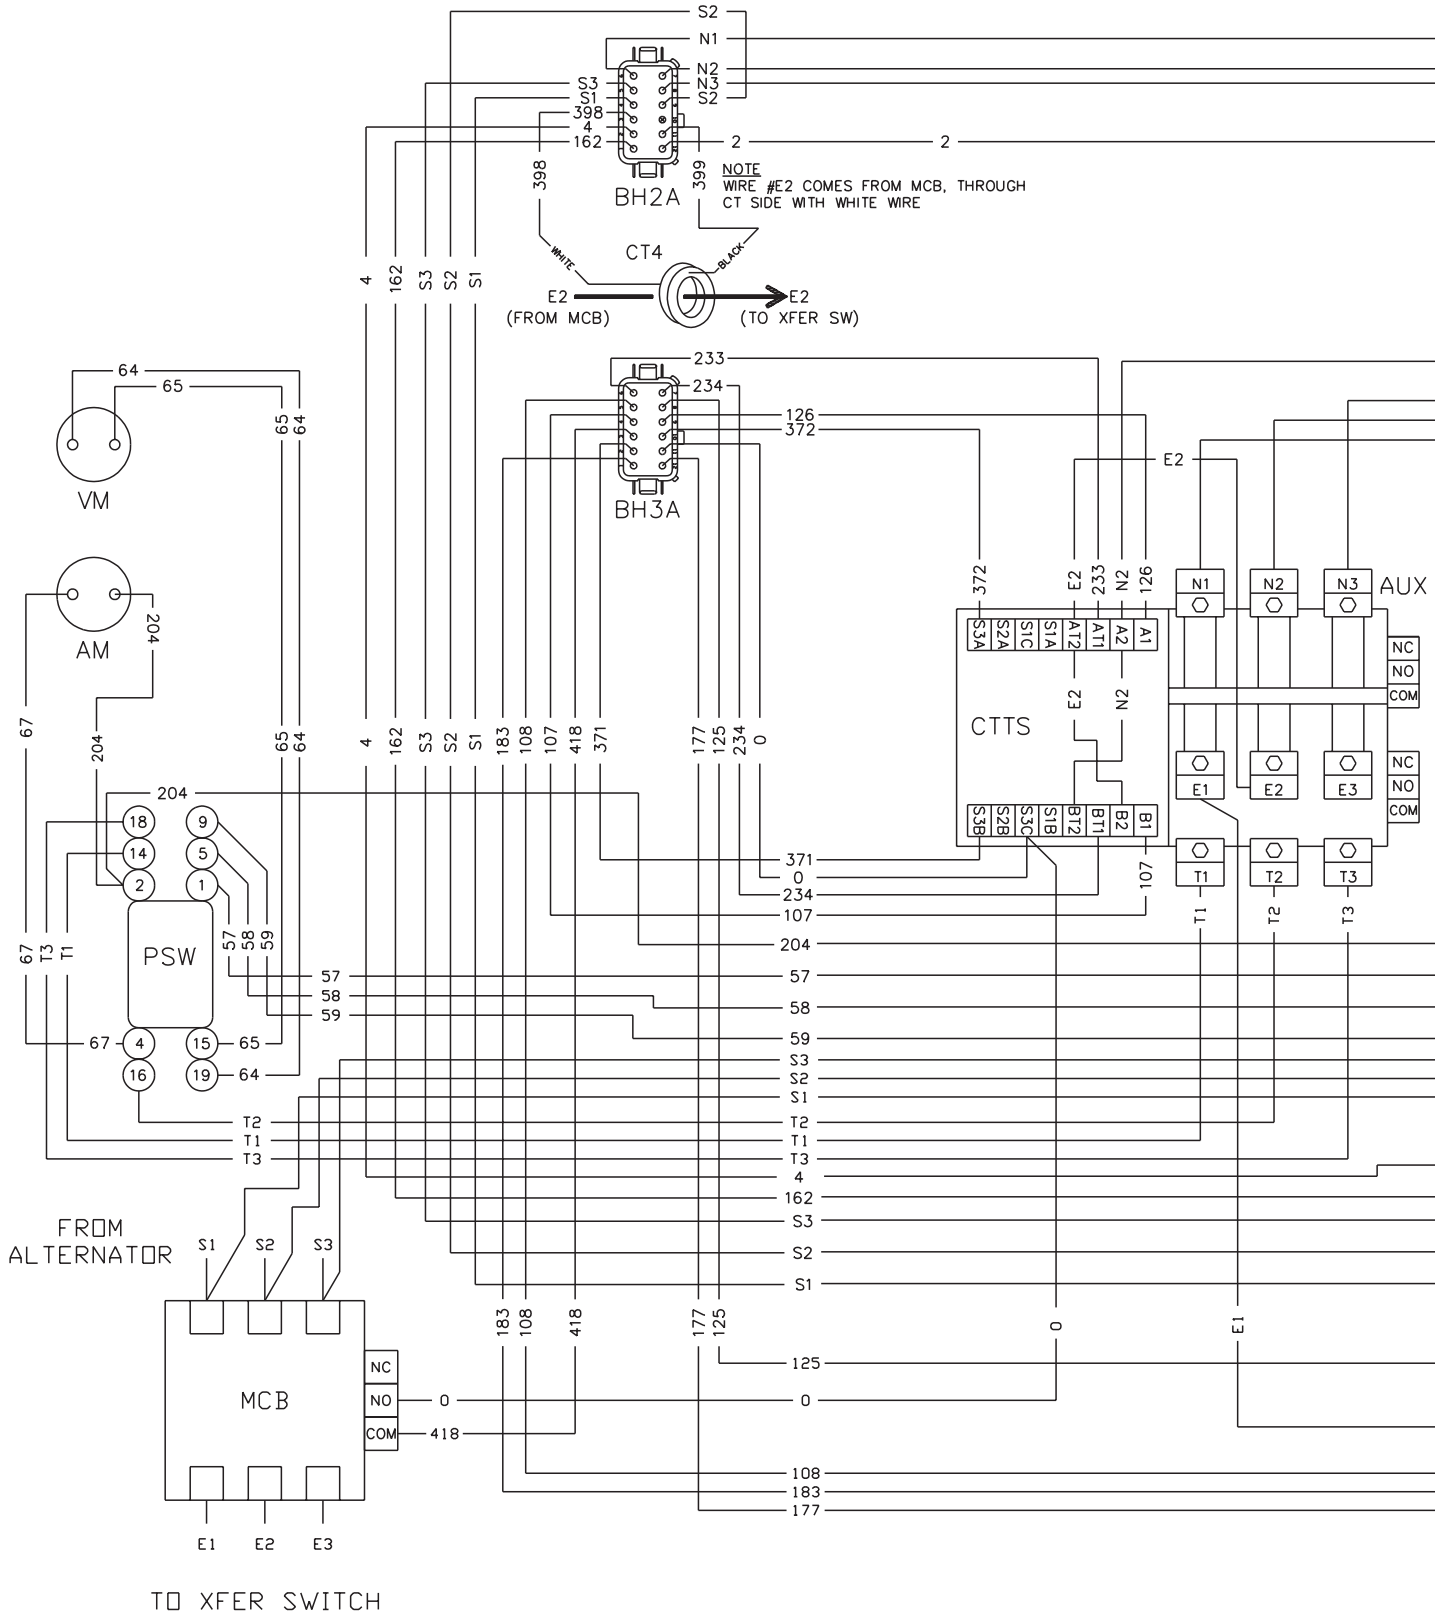 S2
N1
N2
S3 N3
S1 S2
398
4
162 2 2
398
399
NOTE
WIRE #E2 COMES FROM MCB, THROUGH
CT SIDE WITH WHITE WIRE
BH2A
WHITE
CT4
BLACK
4 162 S3 S2 S1
E2 E2
(FROM MCB) (TO XFER SW)
233
64
65
234
126
372
65 64
E2
VM
BH3A
372 E2 233 N2 126
N1 N2 N3 AUX
204
AM
S3A S2A S1C S1A AT2 AT1 A2 A1
NC
NO
COM
E2 N2
CTTS
67
204
65 64
4 162 S3 S2 S1 183 108 107 418 371 177 125 234 0
NC
NO
COM
E1 E2 E3
204
18 9
14 5
2 1
S3B S2B S3C S1B BT2 BT1 B2 B1
371
0
234
107
107
T1 T2 T3
T1 T2 T3
204
67 T3 T1
PSW
57 58 59
57 57
58 58
59 59
67 4 15 65
16 19 64
S3
S2
S1
T2 T2
T1 T1
T3 T3
4
162
S3
S2
S1
FROM
ALTERNATOR
S1 S2 S3
183 108 418 177 125 0 E1
125
NC
MCB
NO 0 0
COM 418
108
183
177
E1 E2 E3
TO XFER SWITCH